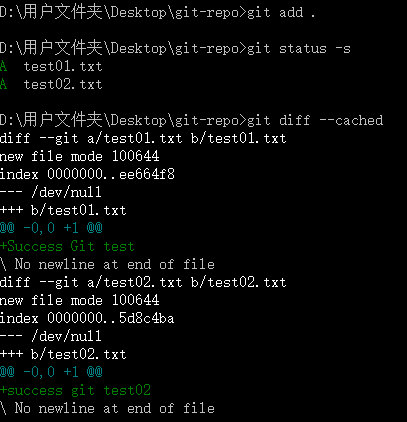 D:\用户文件夹\Desktop\git-repo>git add .
D:\用户文件夹\Desktop\git-repo>git status -s
A  test01.txt
A  test02.txt
D:\用户文件夹\Desktop\git-repo>git diff --cached
diff --git a/test01.txt b/test01.txt
new file mode 100644
index 0000000..ee664f8
--- /dev/null
+++ b/test01.txt
@@ -0,0 +1 @@
+Success Git test
\ No newline at end of file
diff --git a/test02.txt b/test02.txt
new file mode 100644
index 0000000..5d8c4ba
--- /dev/null
+++ b/test02.txt
@@ -0,0 +1 @@
+success git test02
\ No newline at end of file